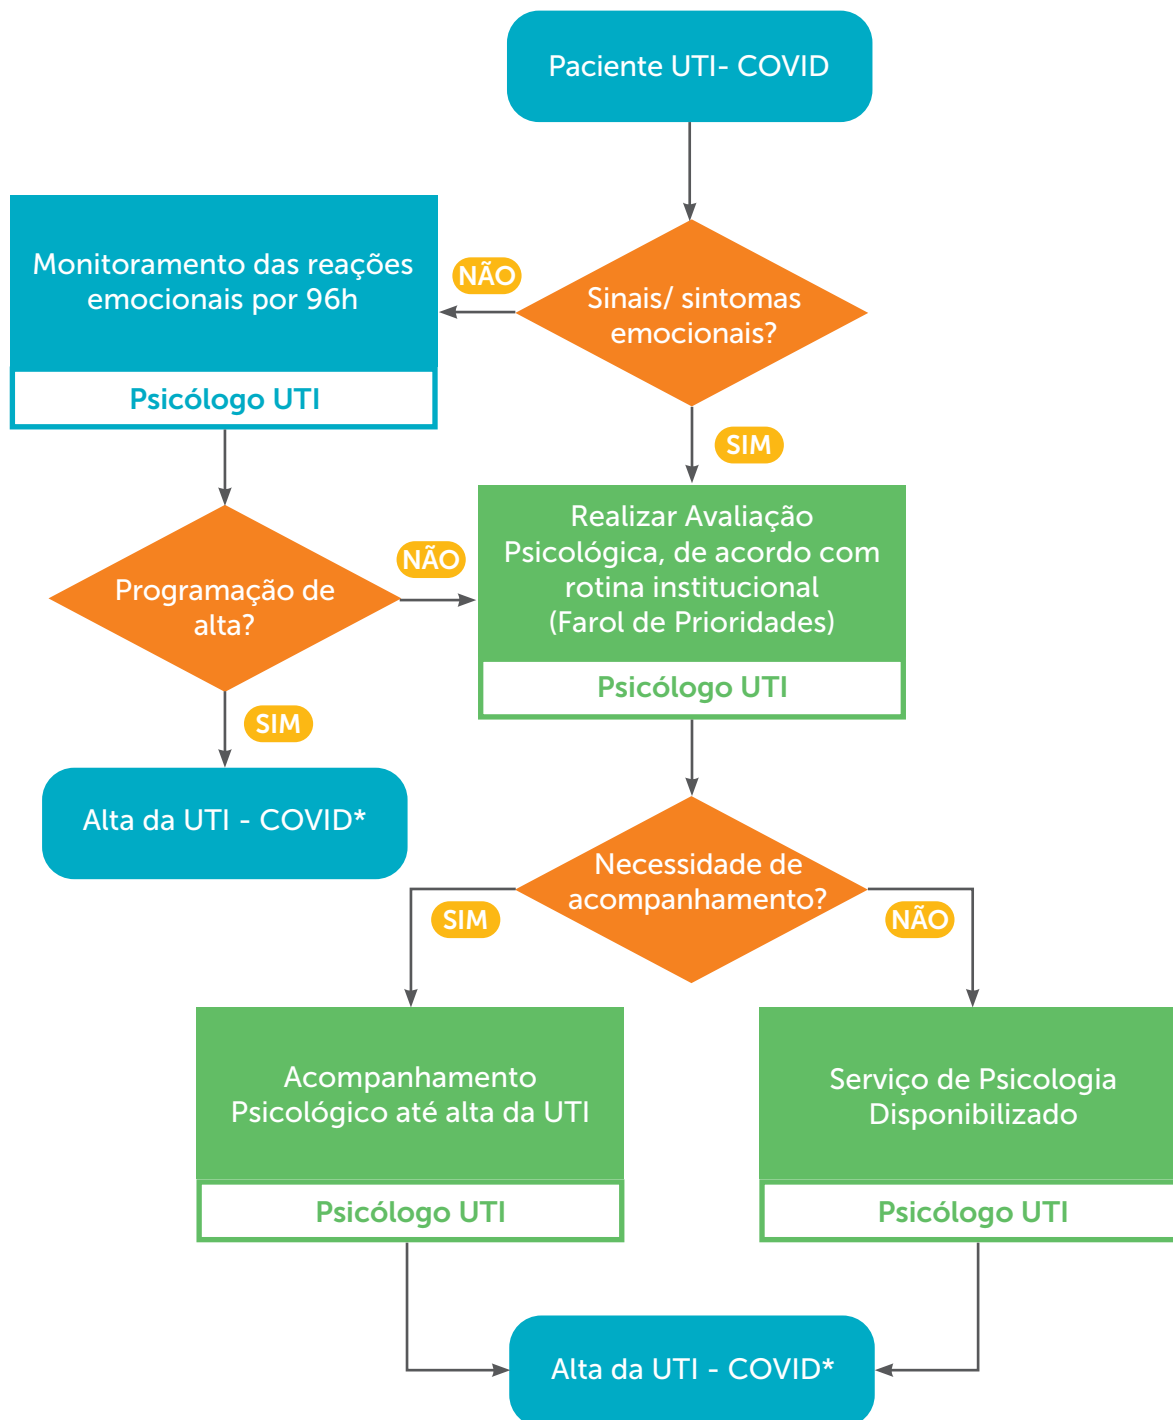 Paciente UTI- COVID
Monitoramento das reações
emocionais por 96h
Psicólogo UTI
NÃO
Sinais/ sintomas
emocionais?
SIM
Programação de
alta?
NÃO
Realizar Avaliação
Psicológica, de acordo com
rotina institucional
(Farol de Prioridades)
Psicólogo UTI
SIM
Alta da UTI - COVID*
Necessidade de
acompanhamento?
SIM
NÃO
Acompanhamento
Psicológico até alta da UTI
Psicólogo UTI
Serviço de Psicologia
Disponibilizado
Psicólogo UTI
Alta da UTI - COVID*